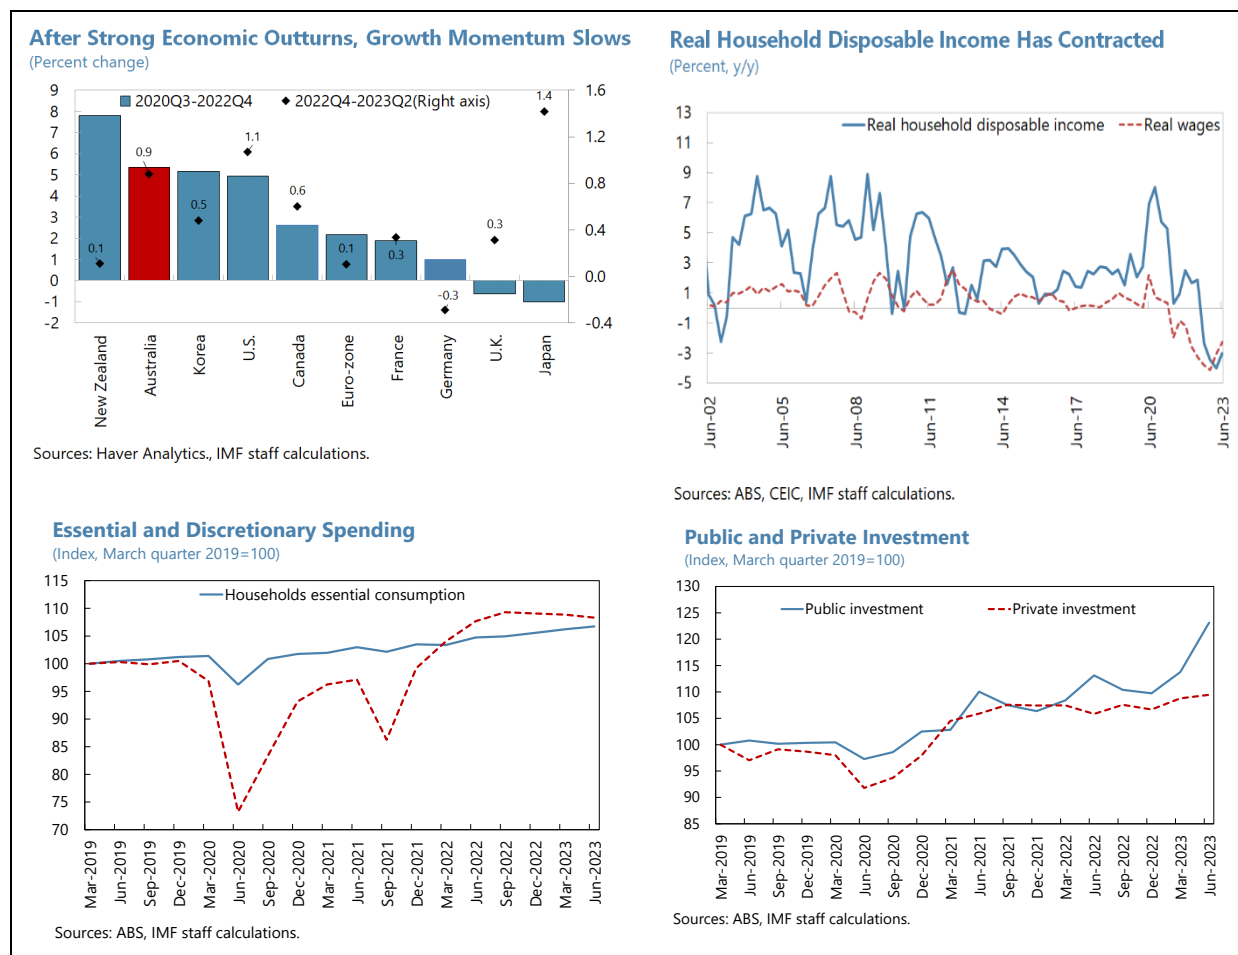 After Strong Economic Outturns, Growth Momentum Slows
(Percent change)
2020Q3-2022Q4
2022Q4-2023Q2(Right axis)
9
8
7
6
5
4
3
2
1
0
-1
-2
1.6
1.2
0.8
0.4
0.0
-0.4
0.1
0.9
0.5
1.1
0.6
0.1
0.3
-0.3
0.3
1.4
New Zealand
Australia
Korea
U.S.
Canada
Euro-zone
France
Germany
U.K.
Japan
Sources: Haver Analytics., IMF staff calculations.
Real Household Disposable Income Has Contracted
(Percent, y/y)
Real household disposable income
Real wages
13
9
7
5
3
1
-1
-3
-5
Jun-02
Jun-05
Jun-08
Jun-11
Jun-14
Jun-17
Jun-20
Jun-23
Sources: ABS, CEIC, IMF staff calculations.
Essential and Discretionary Spending
(Index, March quarter 2019=100)
Households essential consumption
115
110
105
100
95
90
85
80
75
70
Mar-2019
Jun-2019
Sep-2019
Dec-2019
Mar-2020
Jun-2020
Sep-2020
Dec-2020
Mar-2021
Jun-2021
Sep-2021
Dec-2021
Mar-2022
Jun-2022
Sep-2022
Dec-2022
Mar-2023
Jun-2023
Sources: ABS, IMF staff calculations.
Public and Private Investment
(Index, March quarter 2019=100)
Public investment
Private investment
130
125
120
115
110
105
100
95
90
85
Mar-2019
Jun-2019
Sep-2019
Dec-2019
Mar-2020
Jun-2020
Sep-2020
Dec-2020
Mar-2021
Jun-2021
Sep-2021
Dec-2021
Mar-2022
Jun-2022
Sep-2022
Dec-2022
Mar-2023
Jun-2023
Sources: ABS, IMF staff calculations.